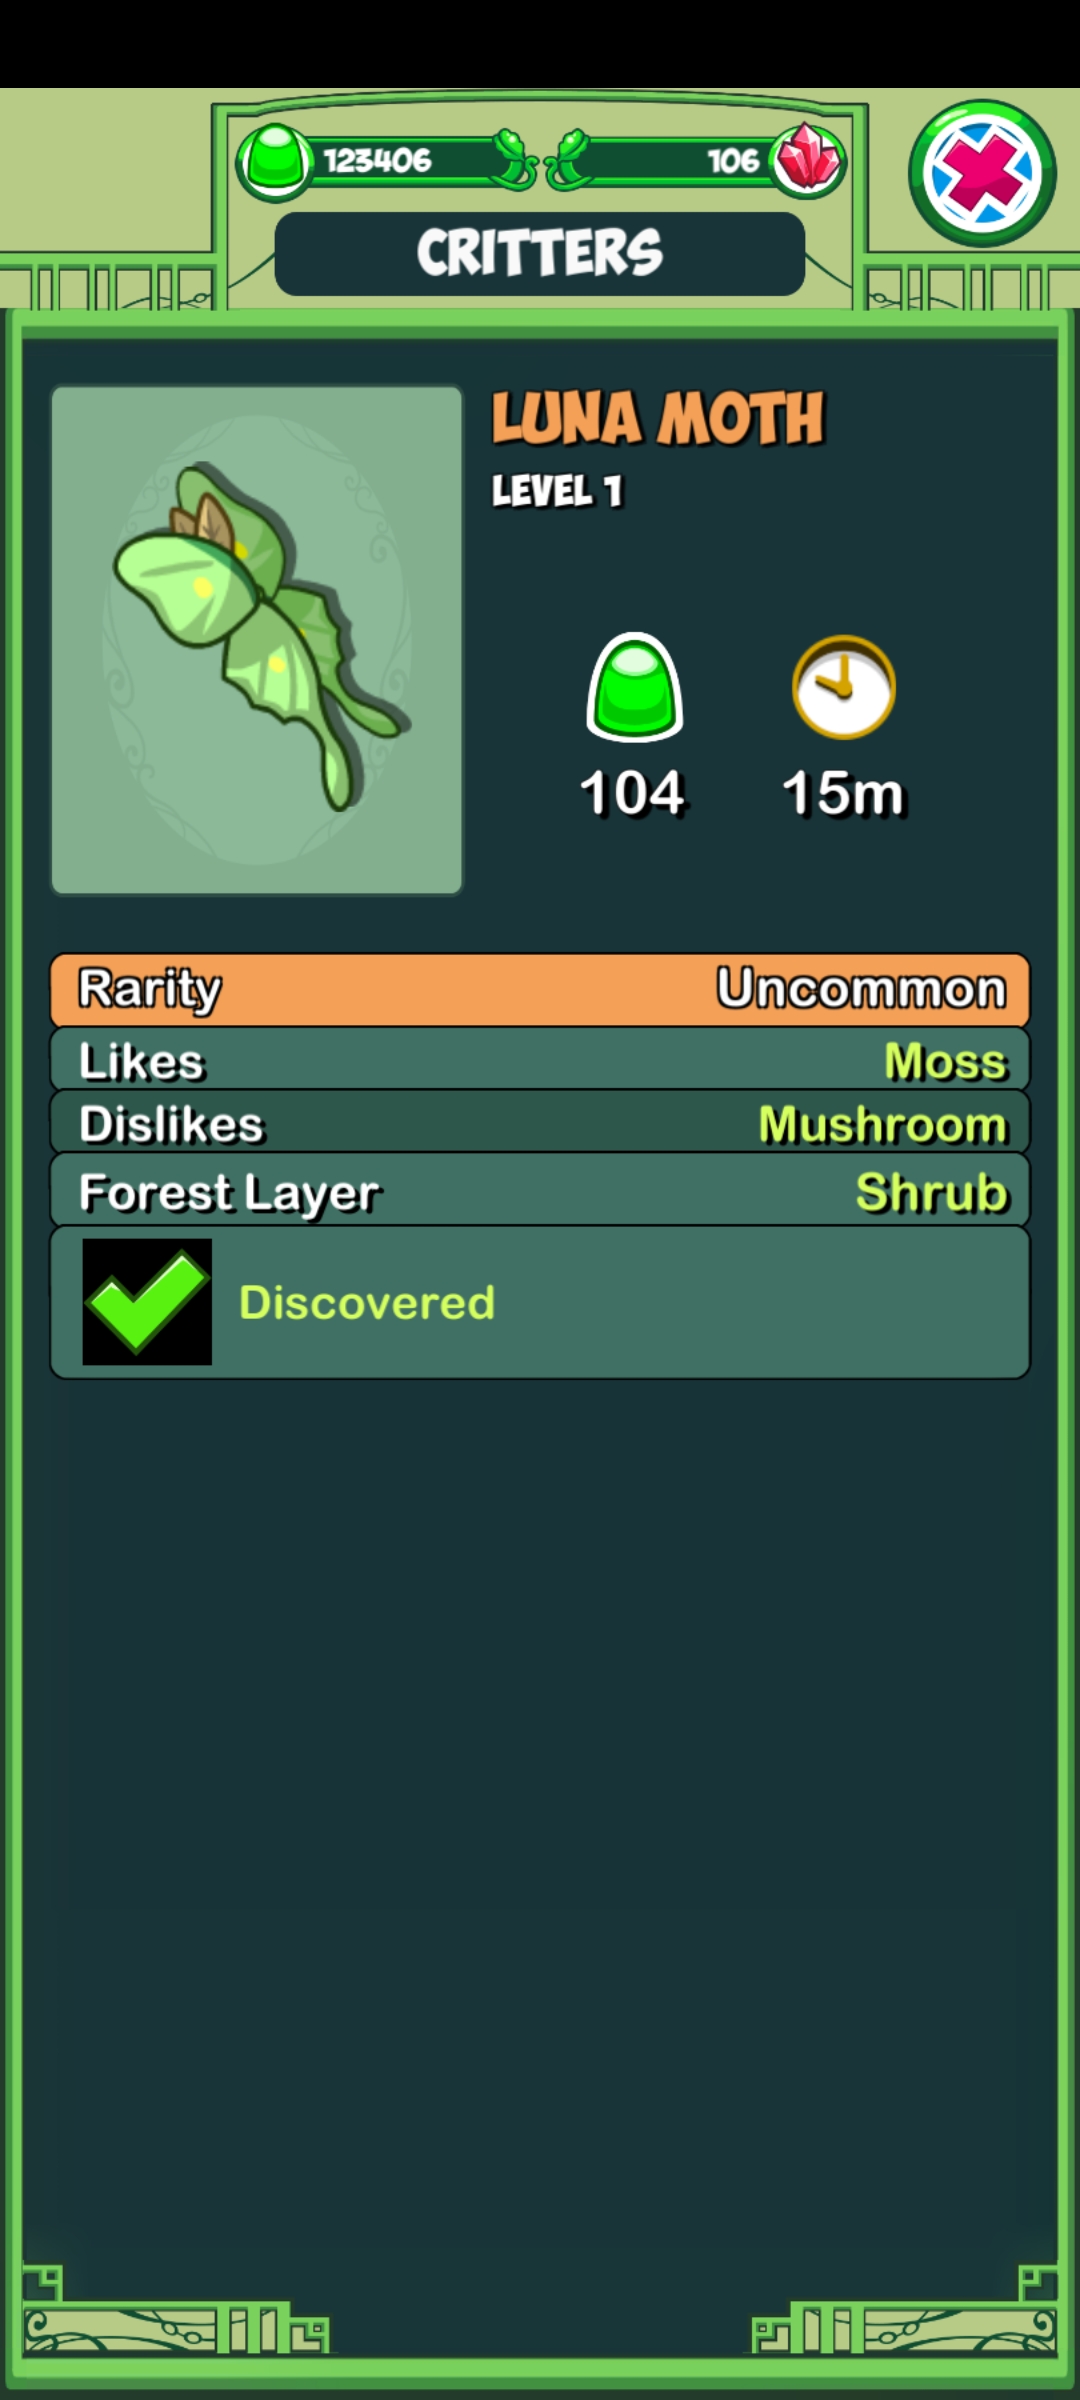 123406
106
CRITTERS
LUNA MOTH
LEVEL 1
104
15m
Rarity Uncommon
Likes Moss
Dislikes Mushroom
Forest Layer Shrub
Discovered